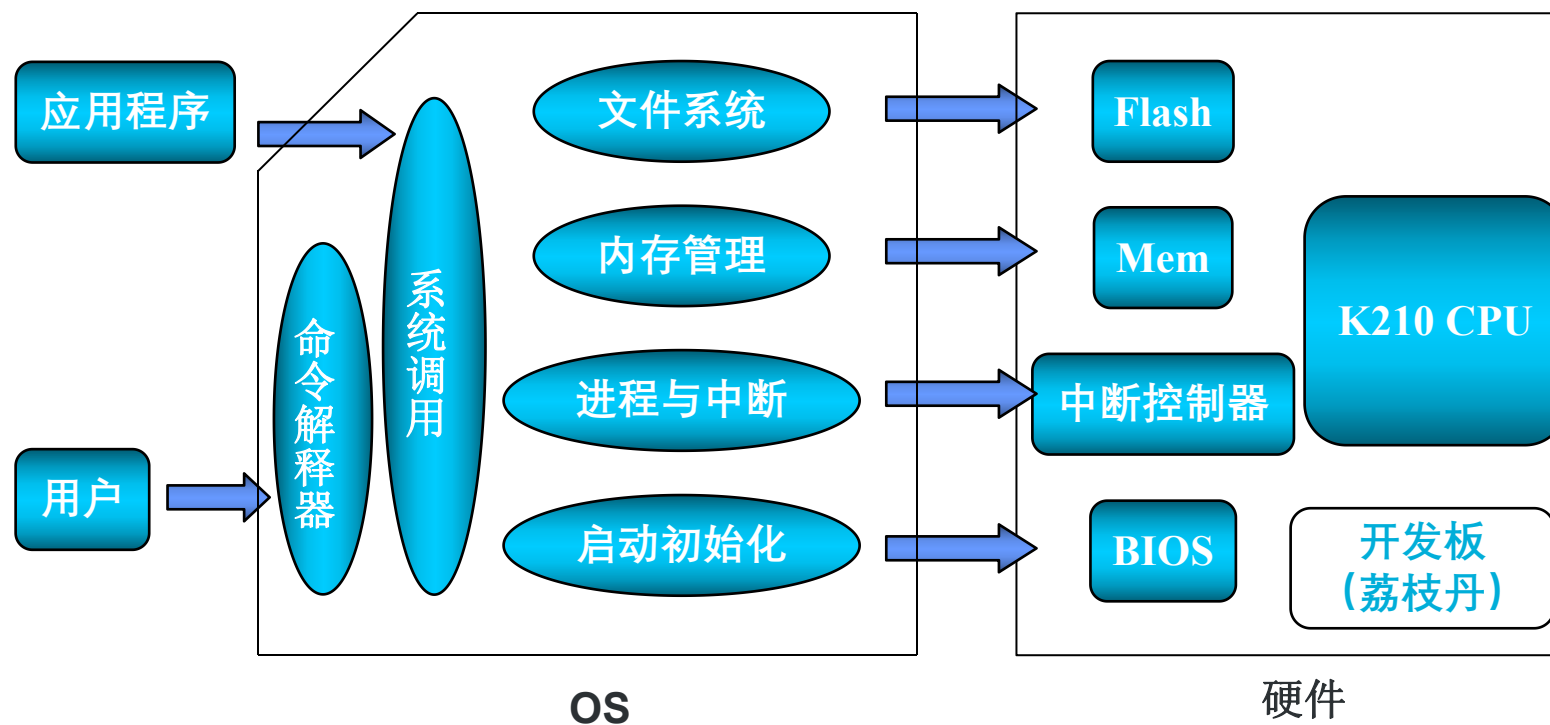 应用程序
用户
命令解释器
系统调用
文件系统
内存管理
进程与中断
启动初始化
OS
Flash
Mem
中断控制器
BIOS
K210 CPU
开发板
(荔枝丹)
硬件